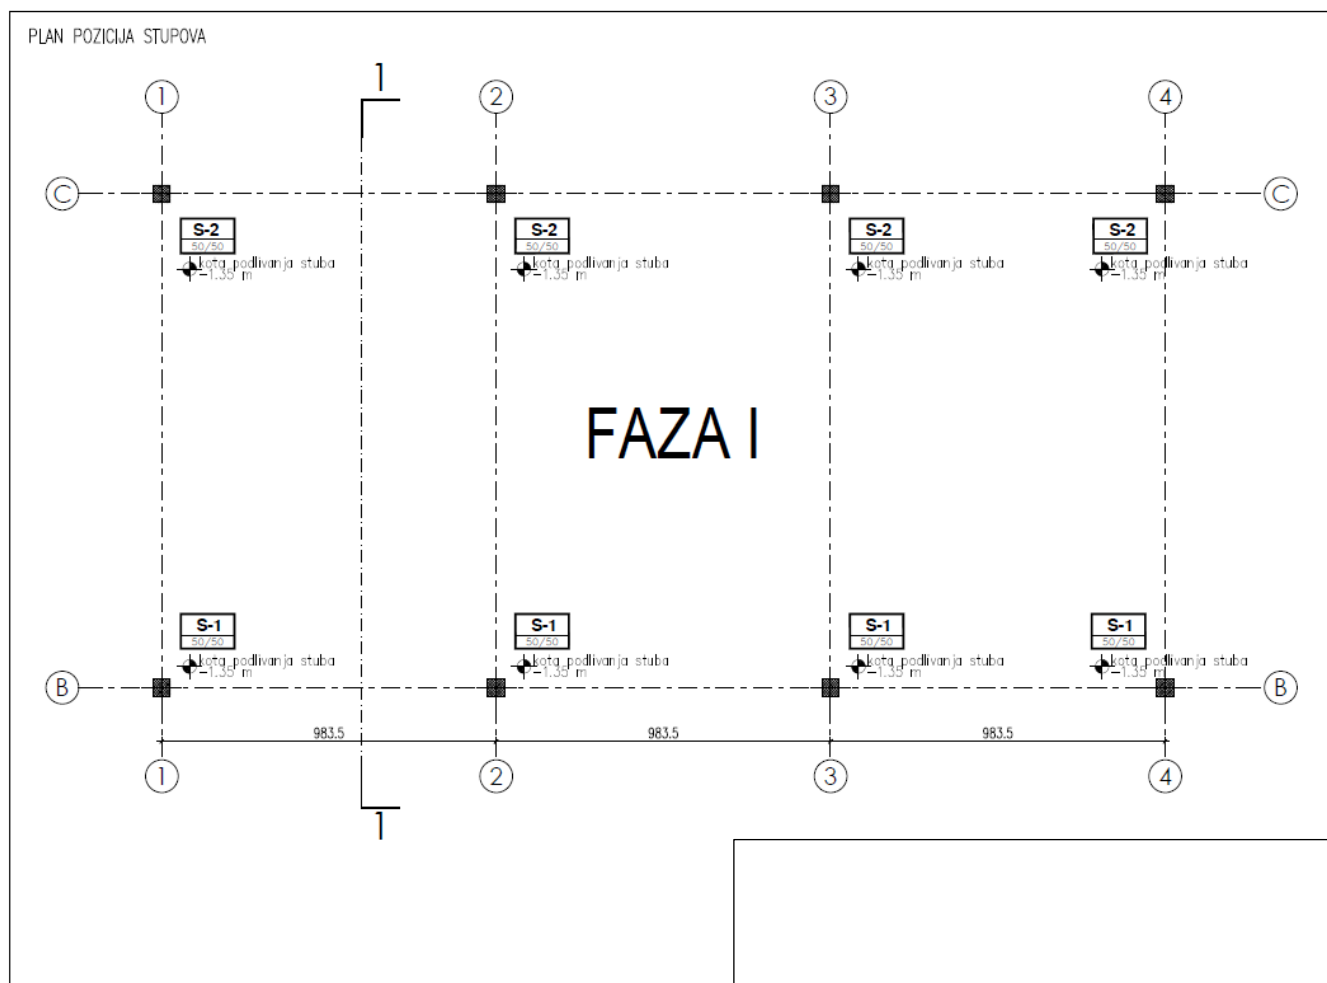 PLAN POZICIJA STUPOVA
1
1
2
3
4
C
C
S-2
50/50
kota podlivanja stuba
-1.35 m
S-2
50/50
kota podlivanja stuba
-1.35 m
S-2
50/50
kota podlivanja stuba
-1.35 m
S-2
50/50
kota podlivanja stuba
-1.35 m
FAZA I
S-1
50/50
kota podlivanja stuba
-1.35 m
S-1
50/50
kota podlivanja stuba
-1.35 m
S-1
50/50
kota podlivanja stuba
-1.35 m
S-1
50/50
kota podlivanja stuba
-1.35 m
B
B
983.5
983.5
983.5
1
2
3
4
1